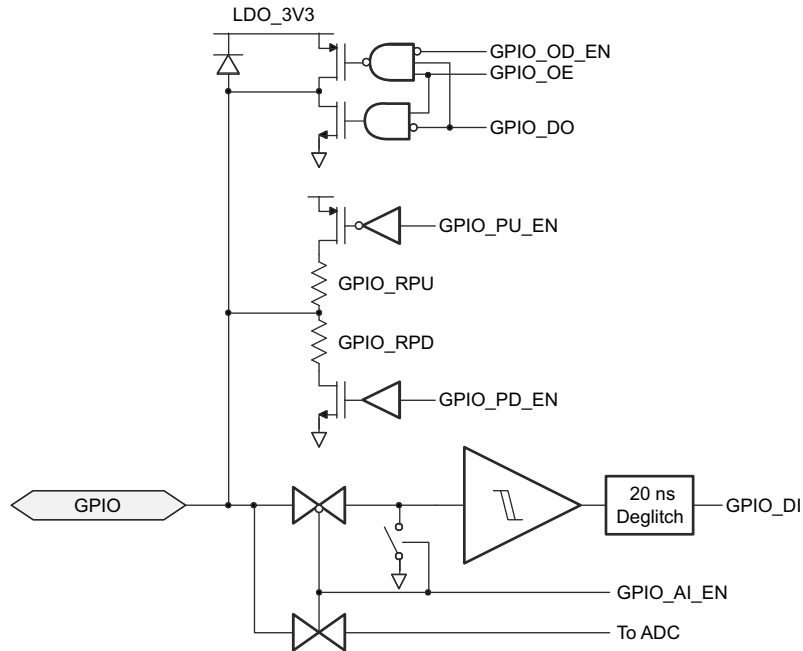 LDO_3V3
GPIO_OD_EN
GPIO_OE
GPIO_DO
GPIO_PU_EN
GPIO_RPU
GPIO_RPD
GPIO_PD_EN
GPIO
20 ns
Deglitch
GPIO_DI
GPIO_AI_EN
To ADC